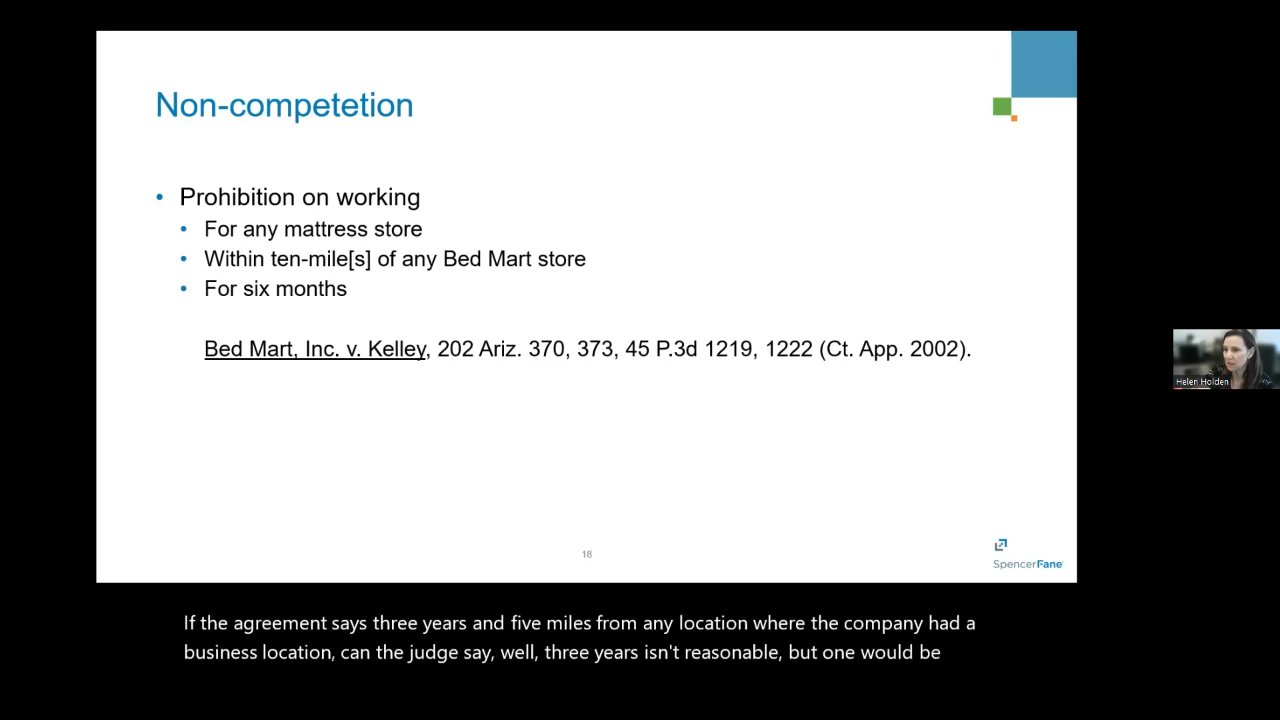 Non-competetion
• Prohibition on working
• For any mattress store
• Within ten-mile[s] of any Bed Mart store
• For six months
Bed Mart, Inc. v. Kelley, 202 Ariz. 370, 373, 45 P.3d 1219, 1222 (Ct. App. 2002).
Helen Holden
18
SpencerFane
If the agreement says three years and five miles from any location where the company had a
business location, can the judge say, well, three years isn't reasonable, but one would be